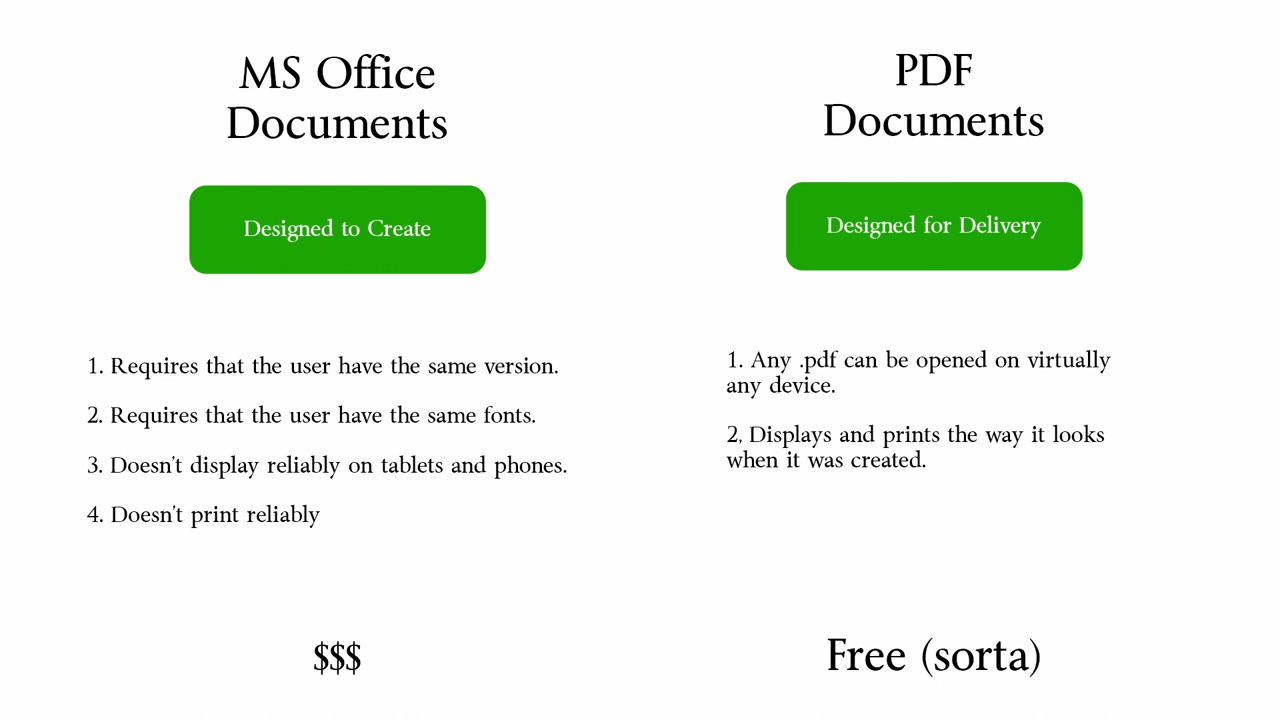 MS Office
Documents
Designed to Create
1. Requires that the user have the same version.
2. Requires that the user have the same fonts.
3. Doesn't display reliably on tablets and phones.
4. Doesn't print reliably
$$$
PDF
Documents
Designed for Delivery
1. Any .pdf can be opened on virtually
any device.
2, Displays and prints the way it looks
when it was created.
Free (sorta)